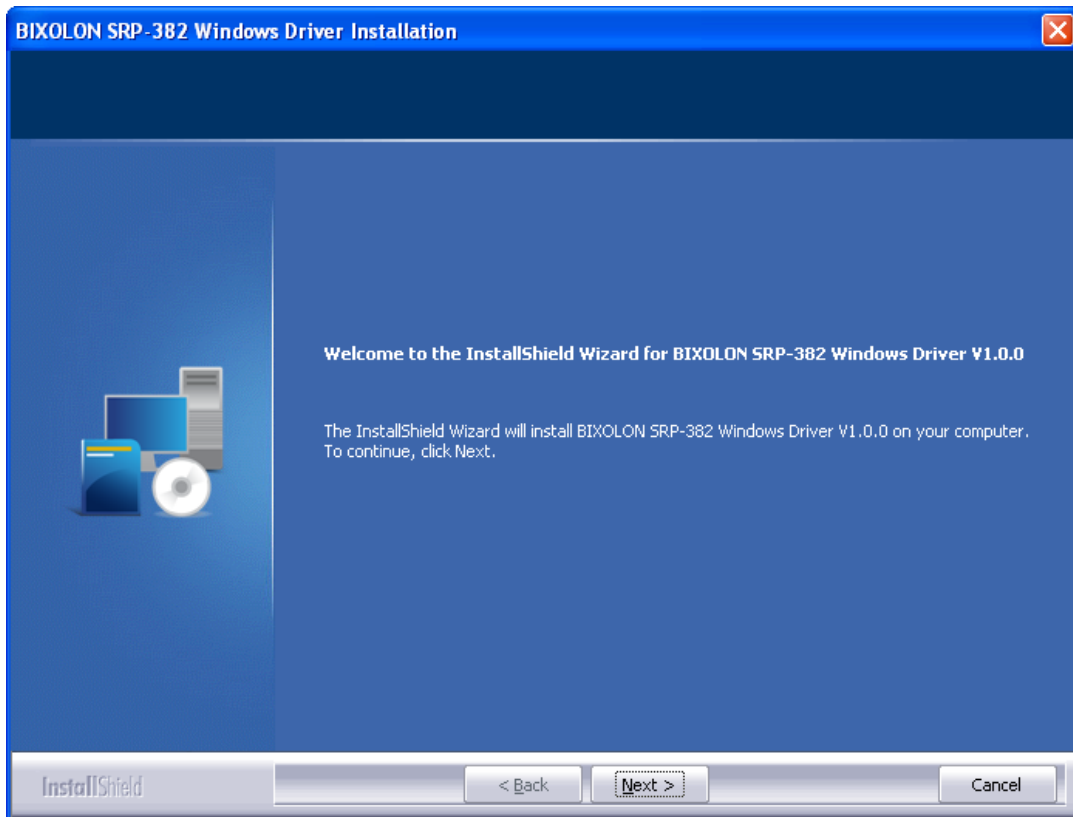 BIXOLON SRP-382 Windows Driver Installation
Welcome to the InstallShield Wizard for BIXOLON SRP-382 Windows Driver V1.0.0
The InstallShield Wizard will install BIXOLON SRP-382 Windows Driver V1.0.0 on your computer.
To continue, click Next.
InstallShield
< Back
Next >
Cancel